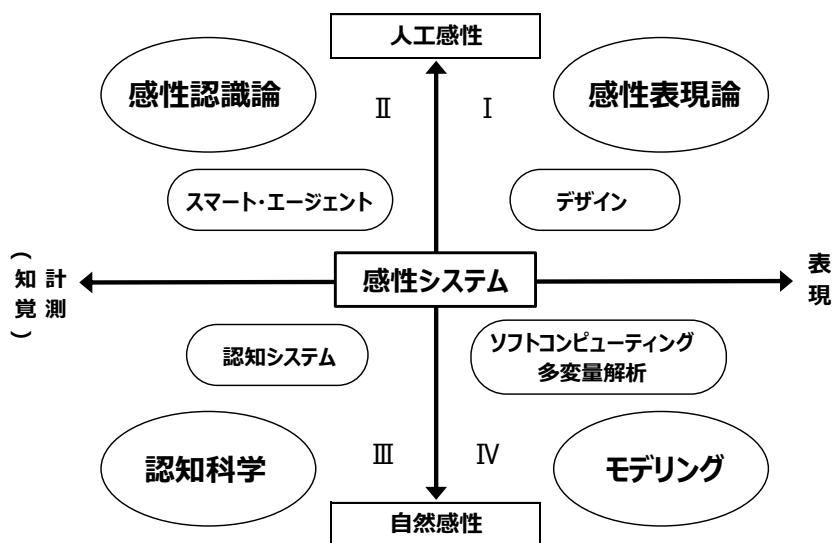 人工感性
感性認識論
感性表現論
Ⅱ
Ⅰ
スマート・エージェント
デザイン
計測
(知覚)
感性システム
表現
認知システム
ソフトコンピューティング
多変量解析
認知科学
Ⅲ
Ⅳ
モデリング
自然感性